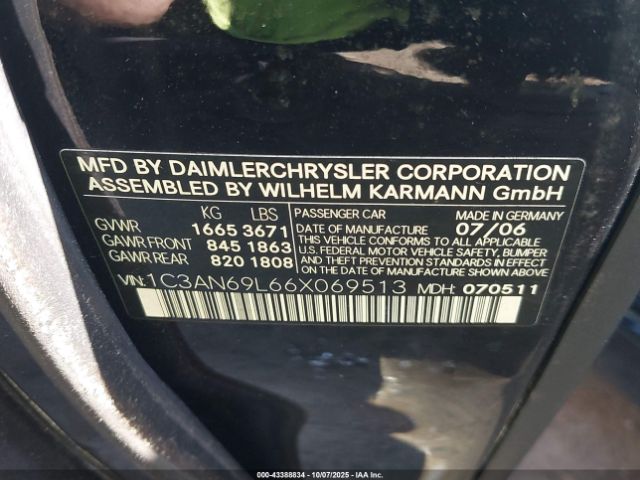 MFD BY DAIMLERCHRYSLER CORPORATION
ASSEMBLED BY WILHELM KARMANN GmbH
KG LBS
GVWR 1665 3671
GAWR FRONT 845 1863
GAWR REAR 820 1808
PASSENGER CAR MADE IN GERMANY
DATE OF MANUFACTURE 07/06
THIS VEHICLE CONFORMS TO ALL APPLICABLE
U.S. FEDERAL MOTOR VEHICLE SAFETY, BUMPER
AND THEFT PREVENTION STANDARDS IN EFFECT
ON THE DATE OF MANUFACTURE SHOWN ABOVE.
VIN: 1C3AN69L66X069513 MDH: 070511
000-43388834 | 10/07/2025 | IAA Inc.